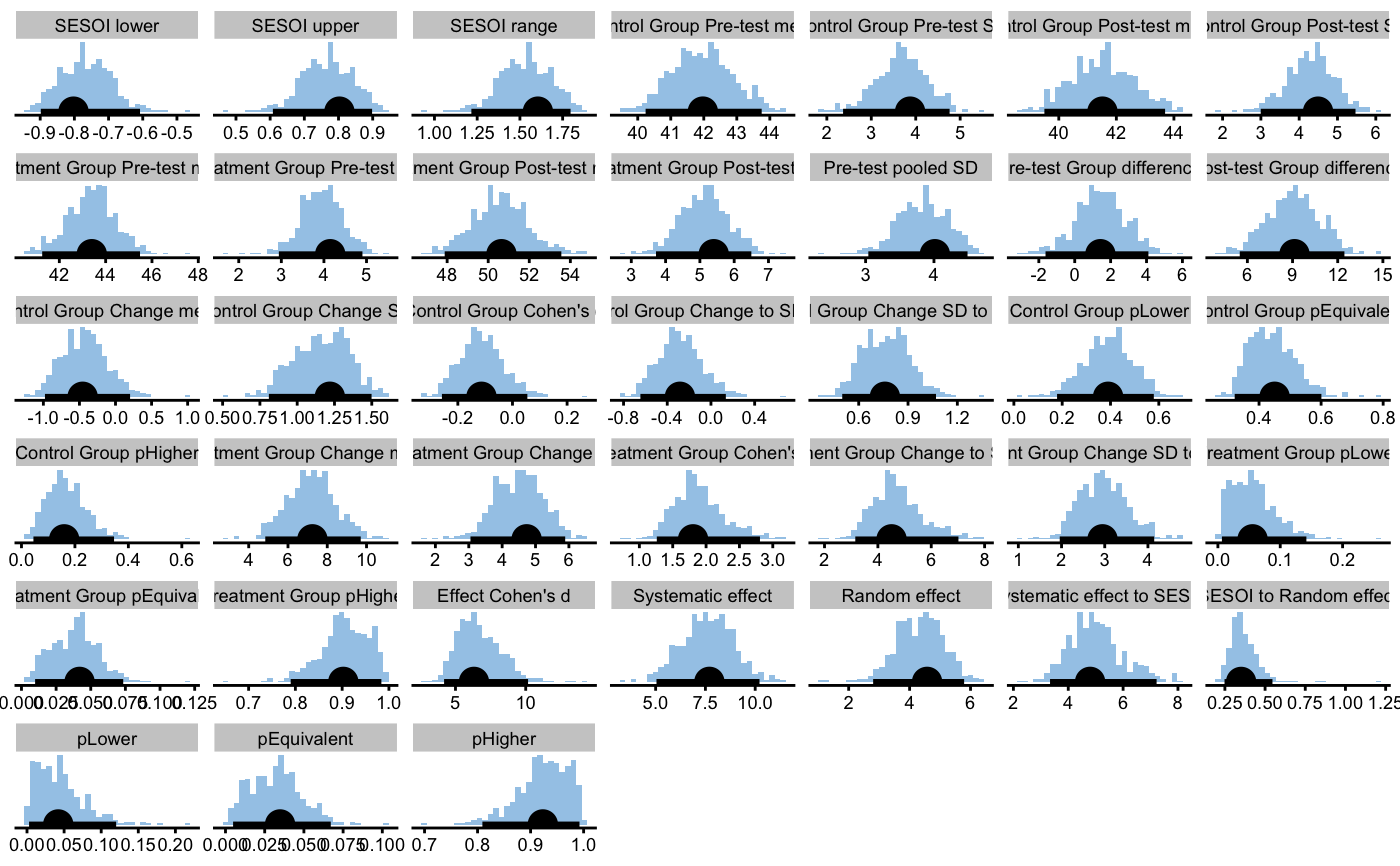 SESOI lower SESOI upper SESOI range ntrol Group Pre-test me ontrol Group Pre-test S ntrol Group Post-test m ontrol Group Post-test S
-0.9 -0.8 -0.7 -0.6 -0.5 0.5 0.6 0.7 0.8 0.9 1.00 1.25 1.50 1.75 40 41 42 43 44 2 3 4 5 40 42 44 2 3 4 5 6
tment Group Pre-test n atment Group Pre-test ment Group Post-test r atment Group Post-test Pre-test pooled SD re-test Group differenc ost-test Group differenc
42 44 46 48 2 3 4 5 48 50 52 54 3 4 5 6 7 3 4 -2 0 2 4 6 6 9 12 15
ntrol Group Change me ontrol Group Change S Control Group Cohen's rol Group Change to SI l Group Change SD to Control Group pLower ontrol Group pEquivale
-1.0 -0.5 0.0 0.5 1.0 0.50 0.75 1.00 1.25 1.50 -0.2 0.0 0.2 -0.8 -0.4 0.0 0.4 0.6 0.9 1.2 0.0 0.2 0.4 0.6 0.4 0.6 0.8
Control Group pHigher tment Group Change n atment Group Change eatment Group Cohen's ent Group Change to S nt Group Change SD to reatment Group pLowe
0.0 0.2 0.4 0.6 4 6 8 10 2 3 4 5 6 1.0 1.5 2.0 2.5 3.0 2 4 6 8 1 2 3 4 0.0 0.1 0.2
atment Group pEquival reatment Group pHighe Effect Cohen's d Systematic effect Random effect ystematic effect to SES SESOI to Random effec
0.000 0.025 0.050 0.075 0.100 0.125 0.7 0.8 0.9 1.0 5 10 5.0 7.5 10.0 2 4 6 2 4 6 8 0.25 0.50 0.75 1.00 1.25
pLower pEquivalent pHigher
0.00 0.05 0.10 0.15 0.20 0.000 0.025 0.050 0.075 0.100 0.7 0.8 0.9 1.0